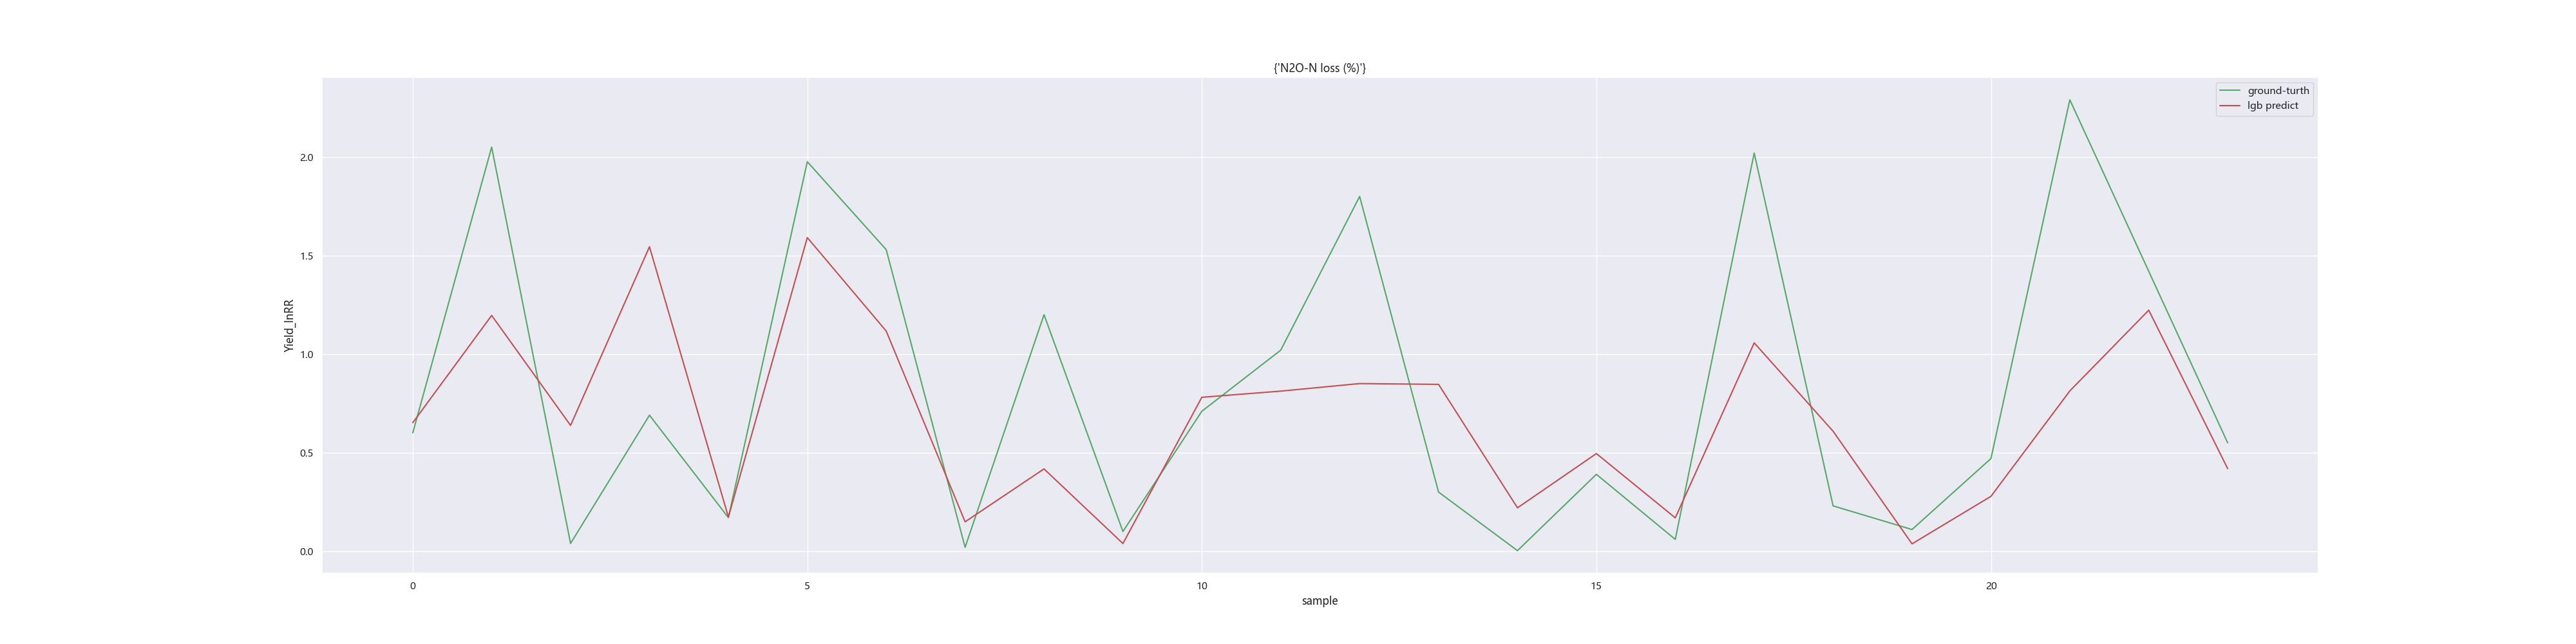 {'N2O-N loss (%)'}
ground-turth
lgb predict
Yield_lnRR
2.0
1.5
1.0
0.5
0.0
0 5 10 15 20
sample